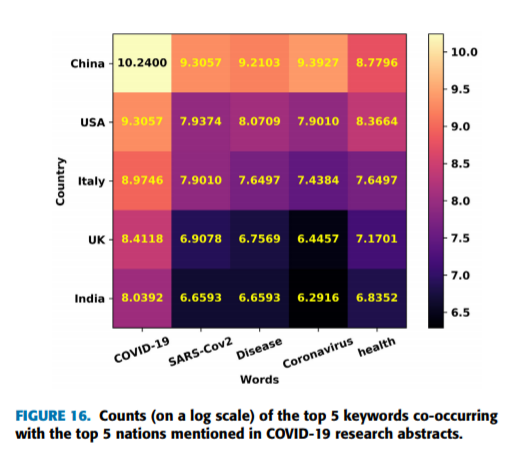 China 10.2400 9.3057 9.2103 9.3927 8.7796 10.0
9.5
USA 9.3057 7.9374 8.0709 7.9010 8.3664 9.0
8.5
Italy 8.9746 7.9010 7.6497 7.4384 7.6497 8.0
Country
7.5
UK 8.4118 6.9078 6.7569 6.4457 7.1701
7.0
India 8.0392 6.6593 6.6593 6.2916 6.8352 6.5
COVID-19 SARS-Cov2 Disease Coronavirus health
Words
FIGURE 16. Counts (on a log scale) of the top 5 keywords co-occurring
with the top 5 nations mentioned in COVID-19 research abstracts.